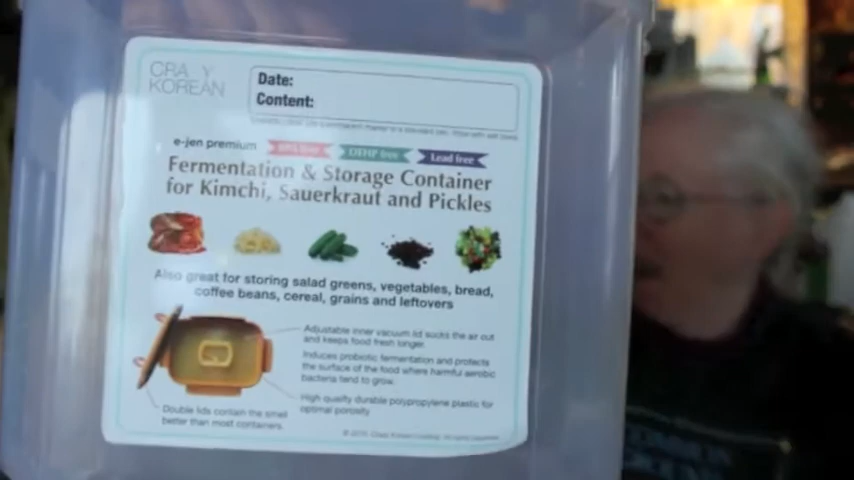 CRAZY
KOREAN
Date:
Content:
e-jen premium
BPA free DEHP free Lead free
Fermentation & Storage Container
for Kimchi, Sauerkraut and Pickles
Also great for storing salad greens, vegetables, bread,
coffee beans, cereal, grains and leftovers
Adjustable inner vacuum lid sucks the air out
and keeps food fresh longer.
Induces probiotic fermentation and protects
the surface of the food where harmful aerobic
bacteria tend to grow.
High quality durable polypropylene plastic for
optimal porosity
Double lids contain the smell
better than most containers.